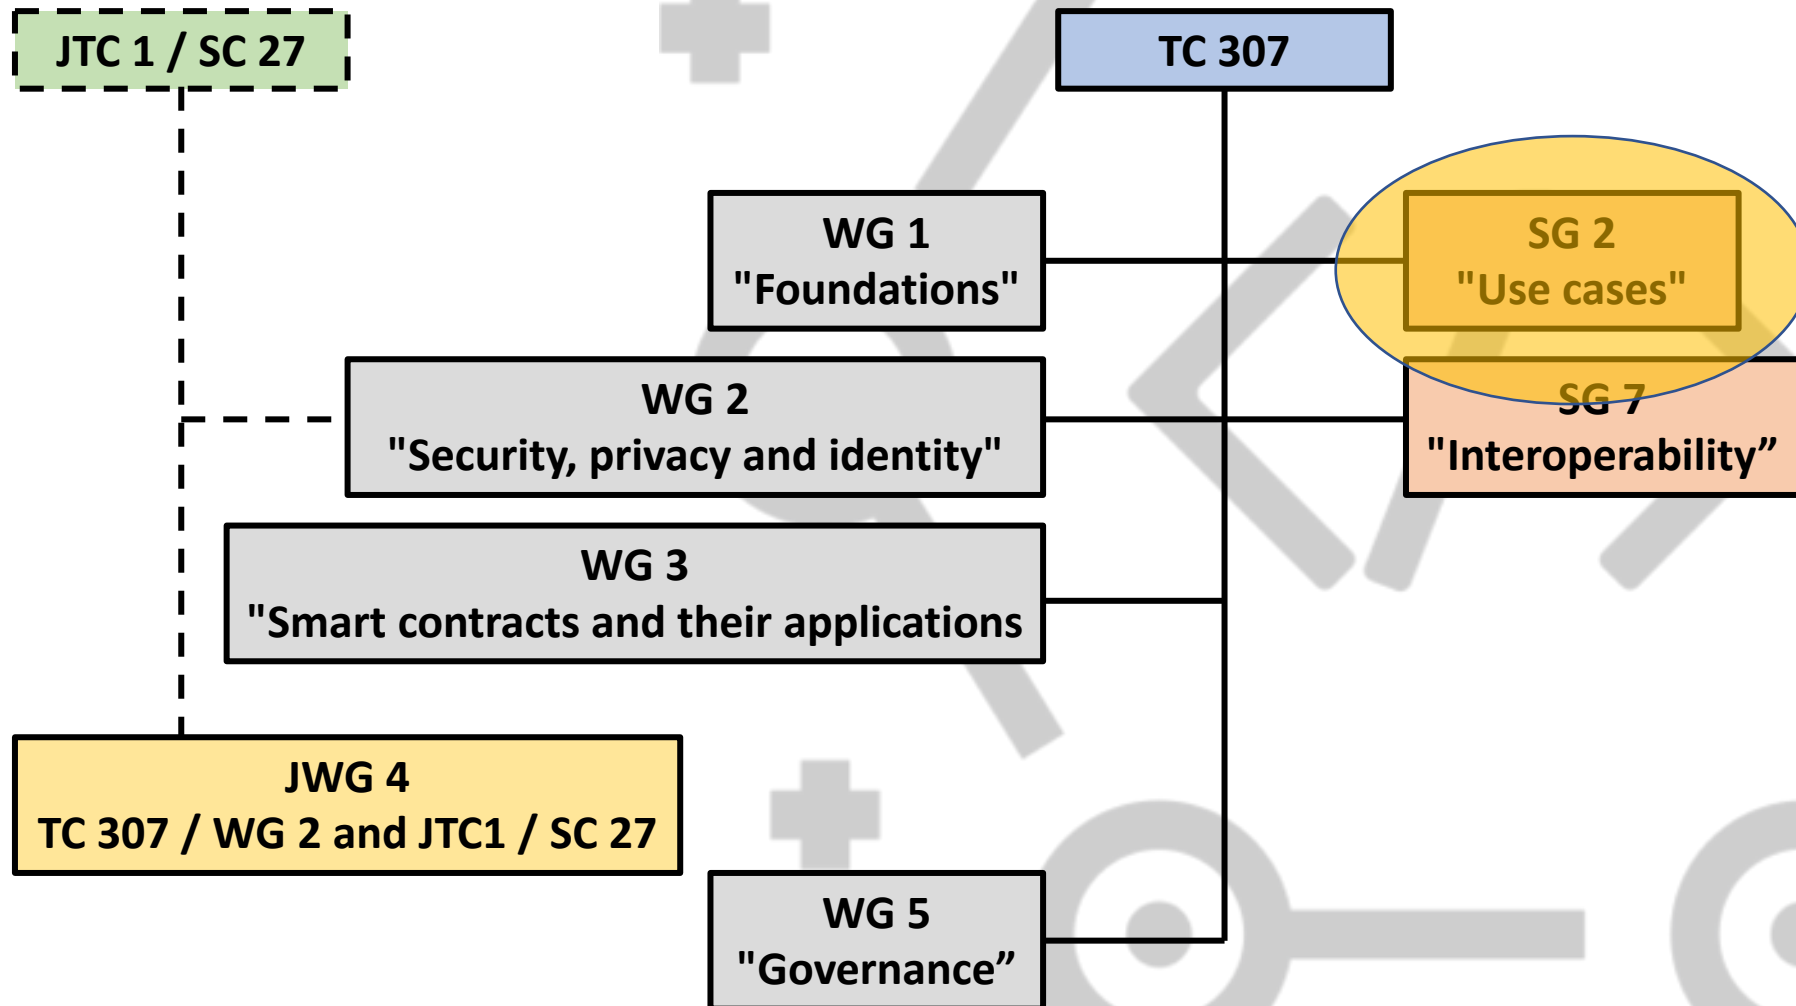 JTC 1 / SC 27
TC 307
WG 1
"Foundations"
SG 2
"Use cases"
WG 2
"Security, privacy and identity"
SG 7
"Interoperability”
WG 3
"Smart contracts and their applications
JWG 4
TC 307 / WG 2 and JTC1 / SC 27
WG 5
"Governance”